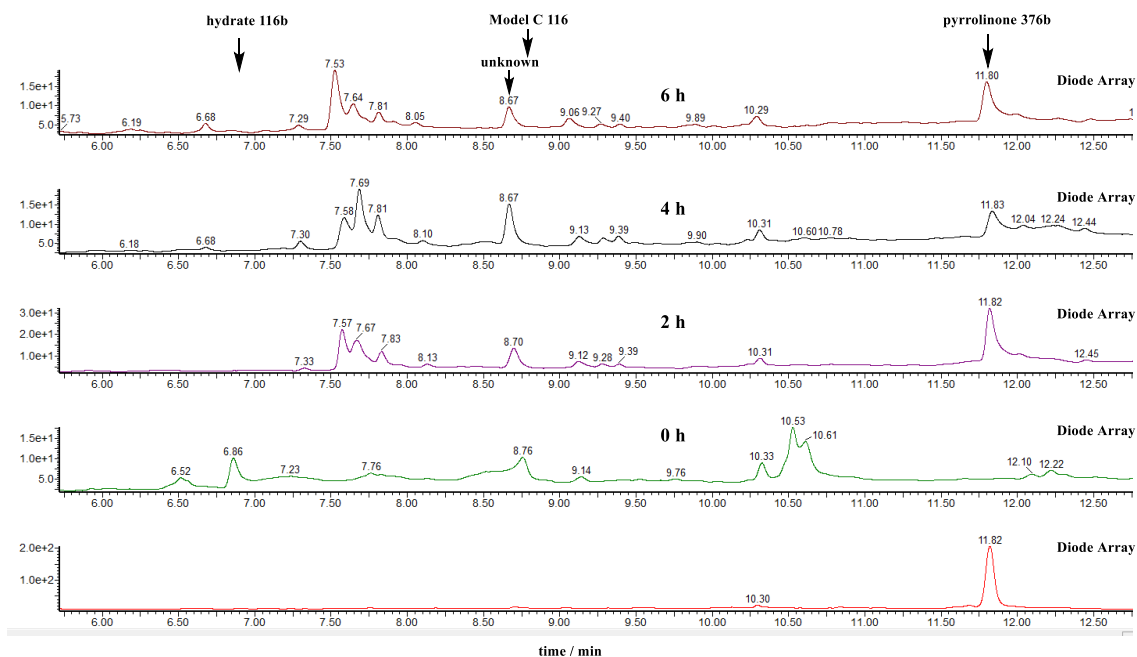 hydrate 116b
Model C 116
pyrrolinone 376b
unknown
6 h
Diode Array
1.5e+1
1.0e+1
5.0
5.73 6.19 6.68 7.29 7.53 7.64 7.81 8.05 8.67 9.06 9.27 9.40 9.89 10.29 11.80 1
6.00 6.50 7.00 7.50 8.00 8.50 9.00 9.50 10.00 10.50 11.00 11.50 12.00 12.50
4 h
Diode Array
1.5e+1
1.0e+1
5.0
6.18 6.68 7.30 7.58 7.69 7.81 8.10 8.67 9.13 9.39 9.90 10.31 10.60 10.78 11.83 12.04 12.24 12.44
6.00 6.50 7.00 7.50 8.00 8.50 9.00 9.50 10.00 10.50 11.00 11.50 12.00 12.50
2 h
Diode Array
3.0e+1
2.0e+1
1.0e+1
7.33 7.57 7.67 7.83 8.13 8.70 9.12 9.28 9.39 10.31 11.82 12.45
6.00 6.50 7.00 7.50 8.00 8.50 9.00 9.50 10.00 10.50 11.00 11.50 12.00 12.50
0 h
Diode Array
1.5e+1
1.0e+1
5.0
6.52 6.86 7.23 7.76 8.76 9.14 9.76 10.33 10.53 10.61 12.10 12.22
6.00 6.50 7.00 7.50 8.00 8.50 9.00 9.50 10.00 10.50 11.00 11.50 12.00 12.50
Diode Array
2.0e+2
1.0e+2
10.30 11.82
6.00 6.50 7.00 7.50 8.00 8.50 9.00 9.50 10.00 10.50 11.00 11.50 12.00 12.50
time / min